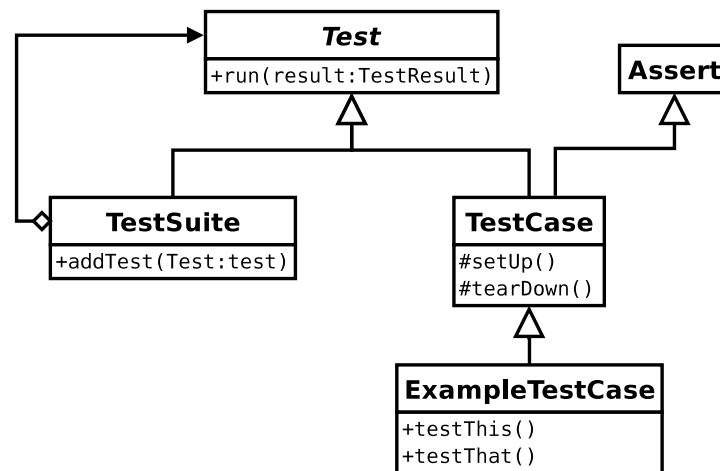 Test
+run(result:TestResult)
Assert
TestSuite
+addTest(Test:test)
TestCase
#setUp()
#tearDown()
ExampleTestCase
+testThis()
+testThat()